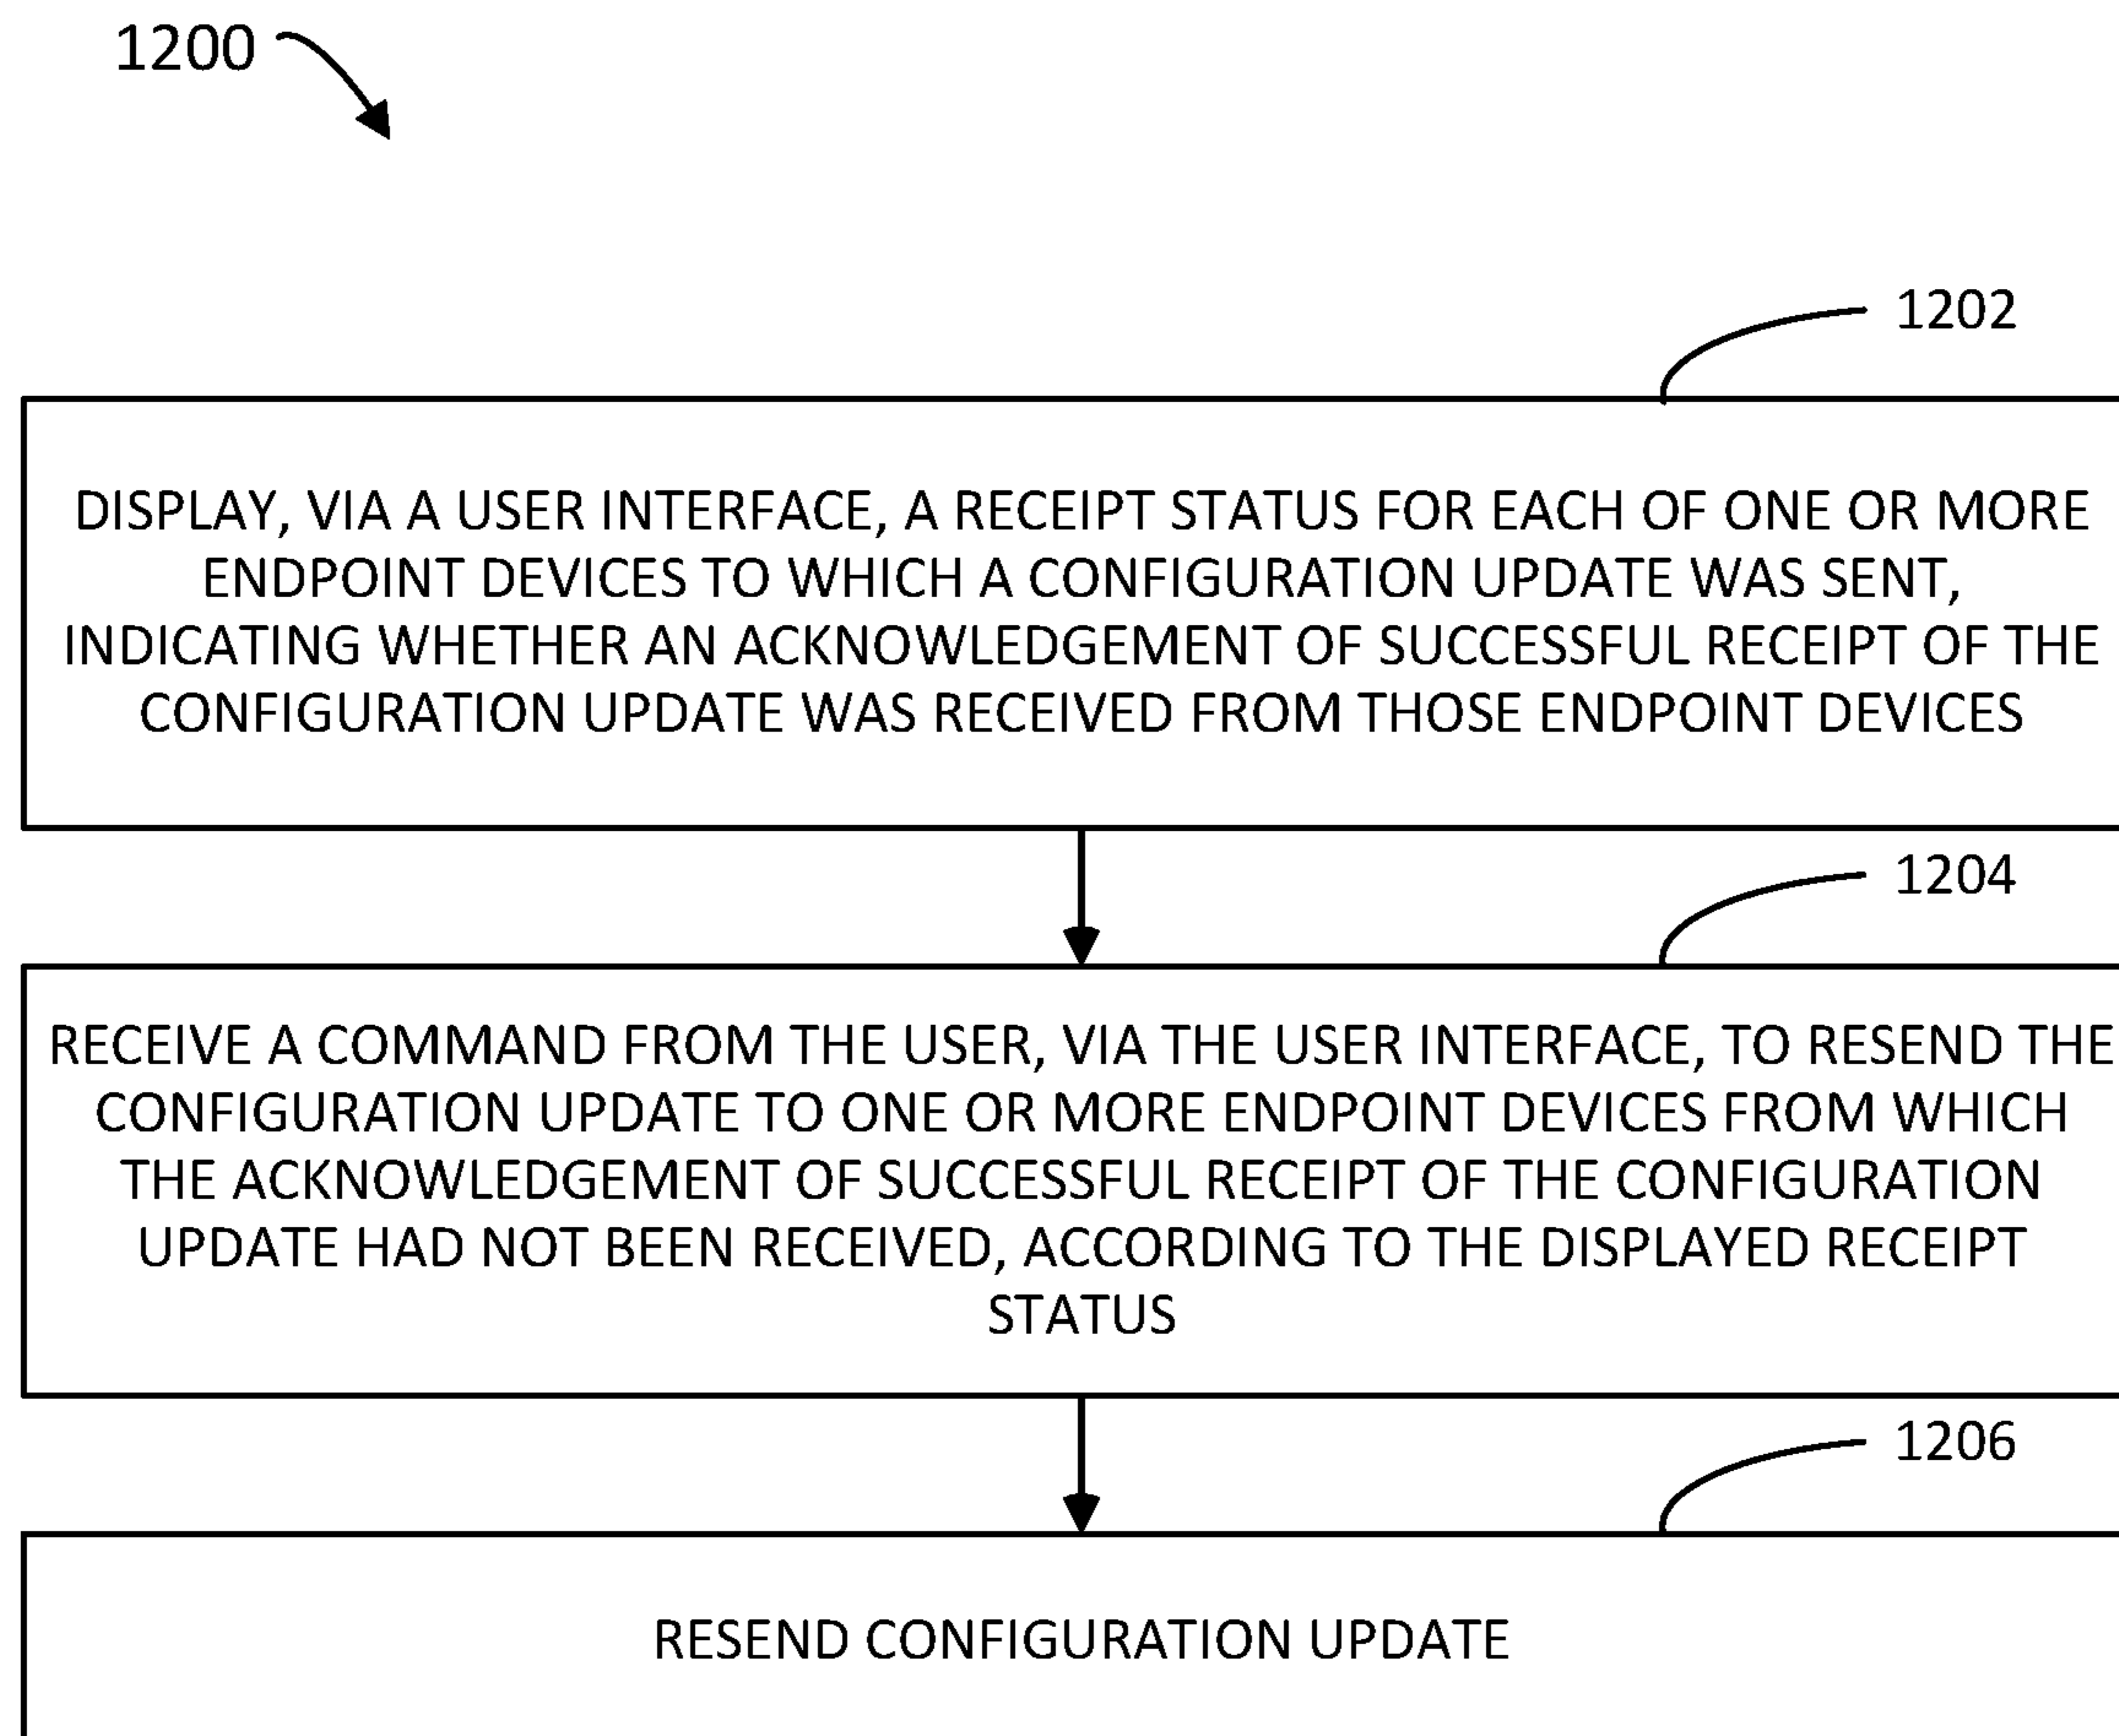 1200
1202
DISPLAY, VIA A USER INTERFACE, A RECEIPT STATUS FOR EACH OF ONE OR MORE
ENDPOINT DEVICES TO WHICH A CONFIGURATION UPDATE WAS SENT,
INDICATING WHETHER AN ACKNOWLEDGEMENT OF SUCCESSFUL RECEIPT OF THE
CONFIGURATION UPDATE WAS RECEIVED FROM THOSE ENDPOINT DEVICES
1204
RECEIVE A COMMAND FROM THE USER, VIA THE USER INTERFACE, TO RESEND THE
CONFIGURATION UPDATE TO ONE OR MORE ENDPOINT DEVICES FROM WHICH
THE ACKNOWLEDGEMENT OF SUCCESSFUL RECEIPT OF THE CONFIGURATION
UPDATE HAD NOT BEEN RECEIVED, ACCORDING TO THE DISPLAYED RECEIPT
STATUS
1206
RESEND CONFIGURATION UPDATE